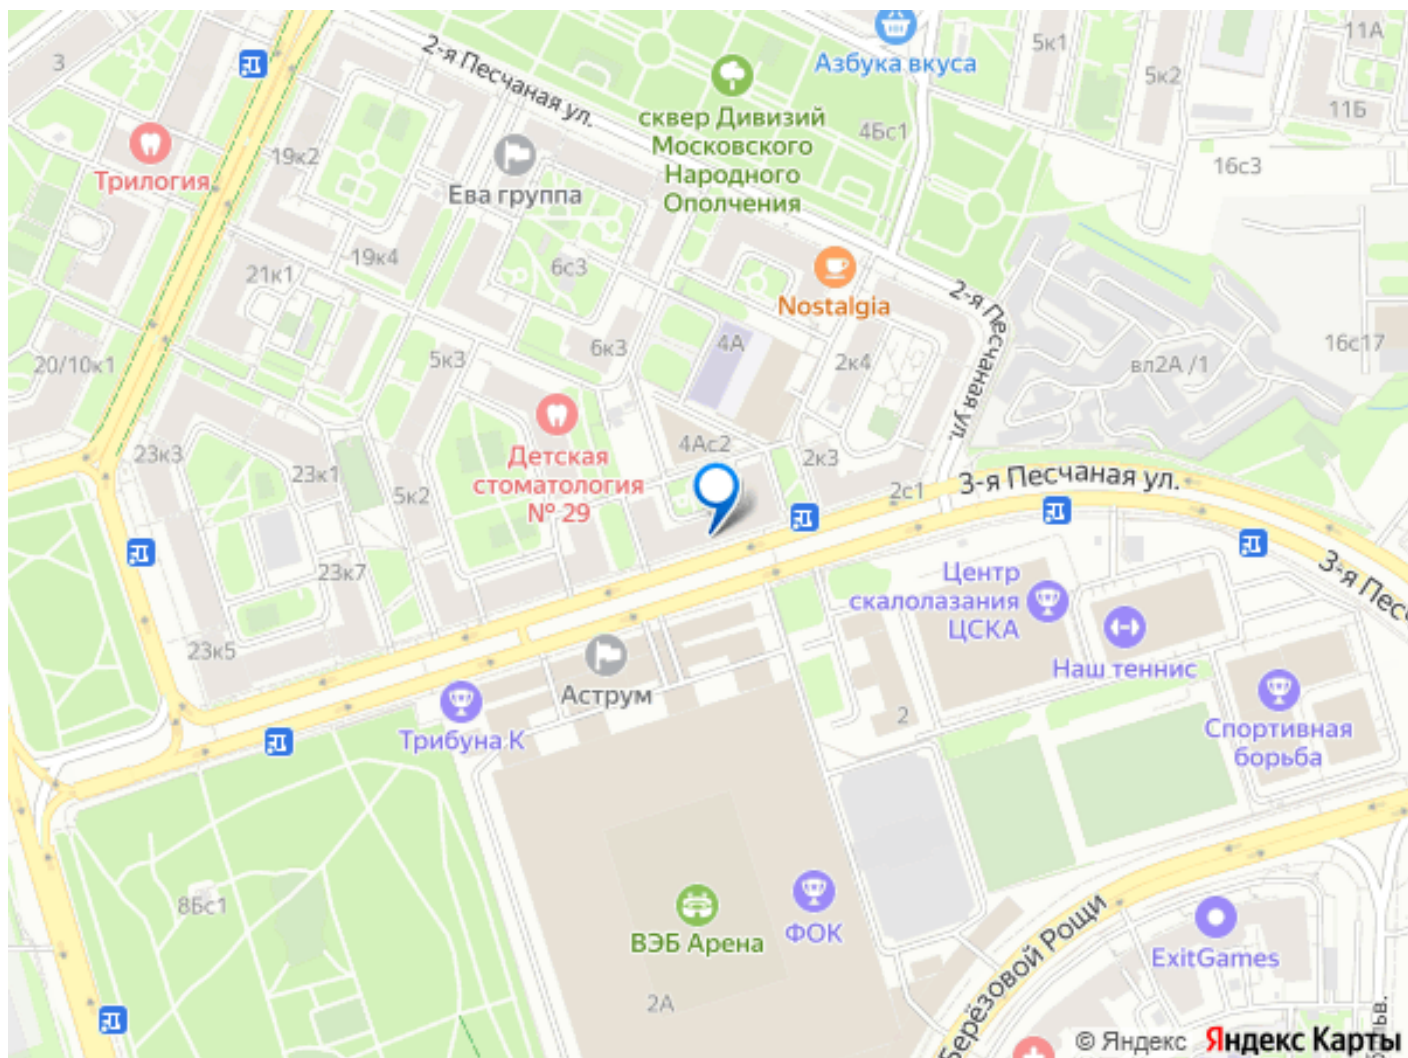 5к1
11А
3
2-я Песчаная ул.
Азбука вкуса
5к2
11Б
сквер Дивизий
Московского
Народного
Ополчения
4Бс1
19к2
Трилогия
Ева группа
16с3
19к4
21к1
6с3
Nostalgia
2-я Песчаная ул.
20/10к1
5к3
6к3
4А
2к4
вл2А /1
16с17
23к3
23к1
5к2
Детская
стоматология
№ 29
4Ас2
2к3
2с1
3-я Песчаная ул.
23к7
Центр
скалолазания
ЦСКА
3-я Песо
23к5
Аструм
Наш теннис
Трибуна К
2
Спортивная
борьба
8Бс1
ВЭБ Арена
ФОК
Берёзовой Рощи
ExitGames
2А
© Яндекс Яндекс Карты